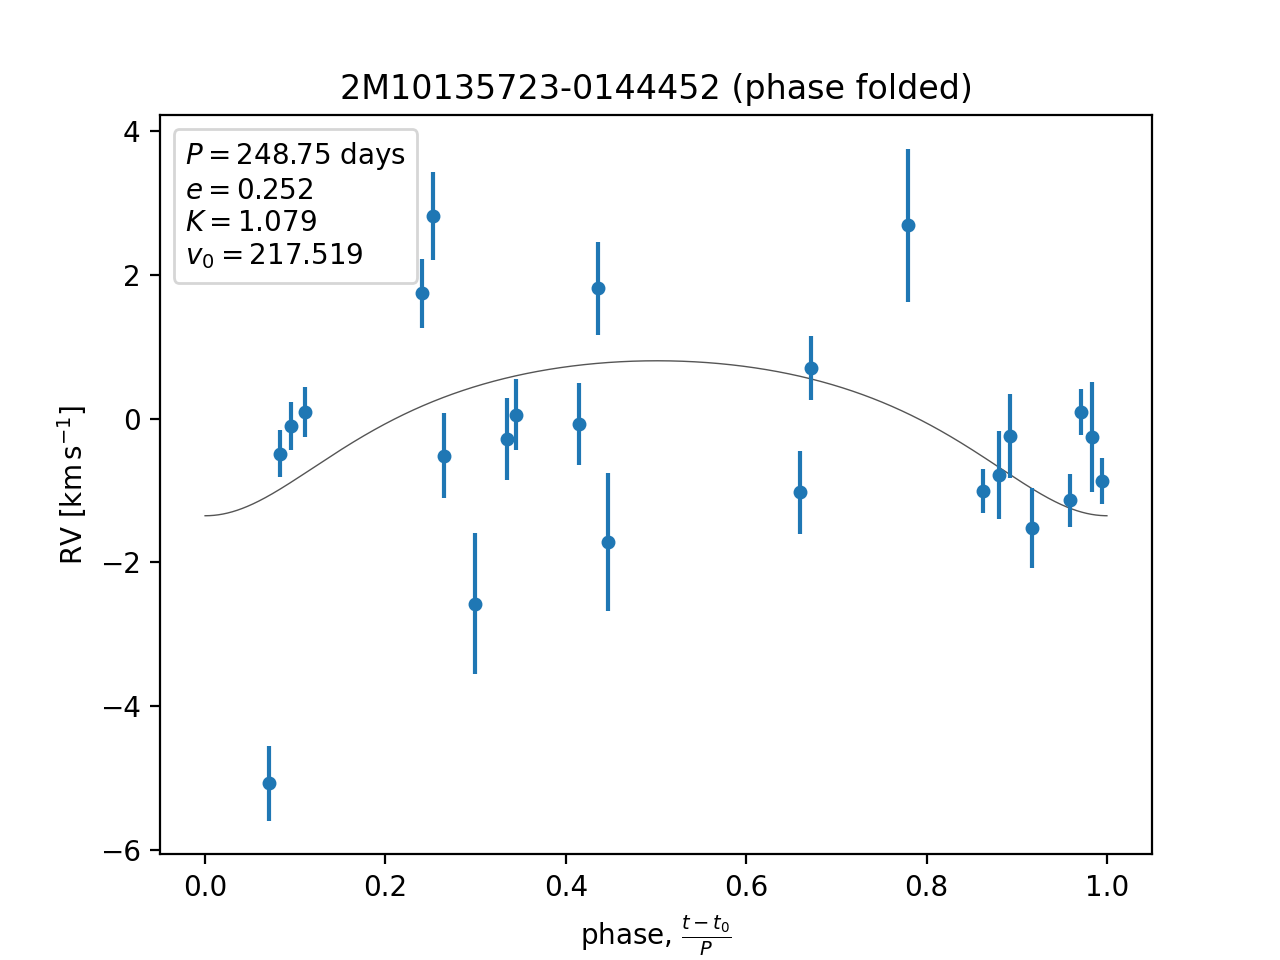 2M10135723-0144452 (phase folded)
P = 248.75 days
e = 0.252
K = 1.079
v₀ = 217.519
4
2
0
−2
−4
−6
RV [km s⁻¹]
0.0 0.2 0.4 0.6 0.8 1.0
phase, (t − t₀)/P